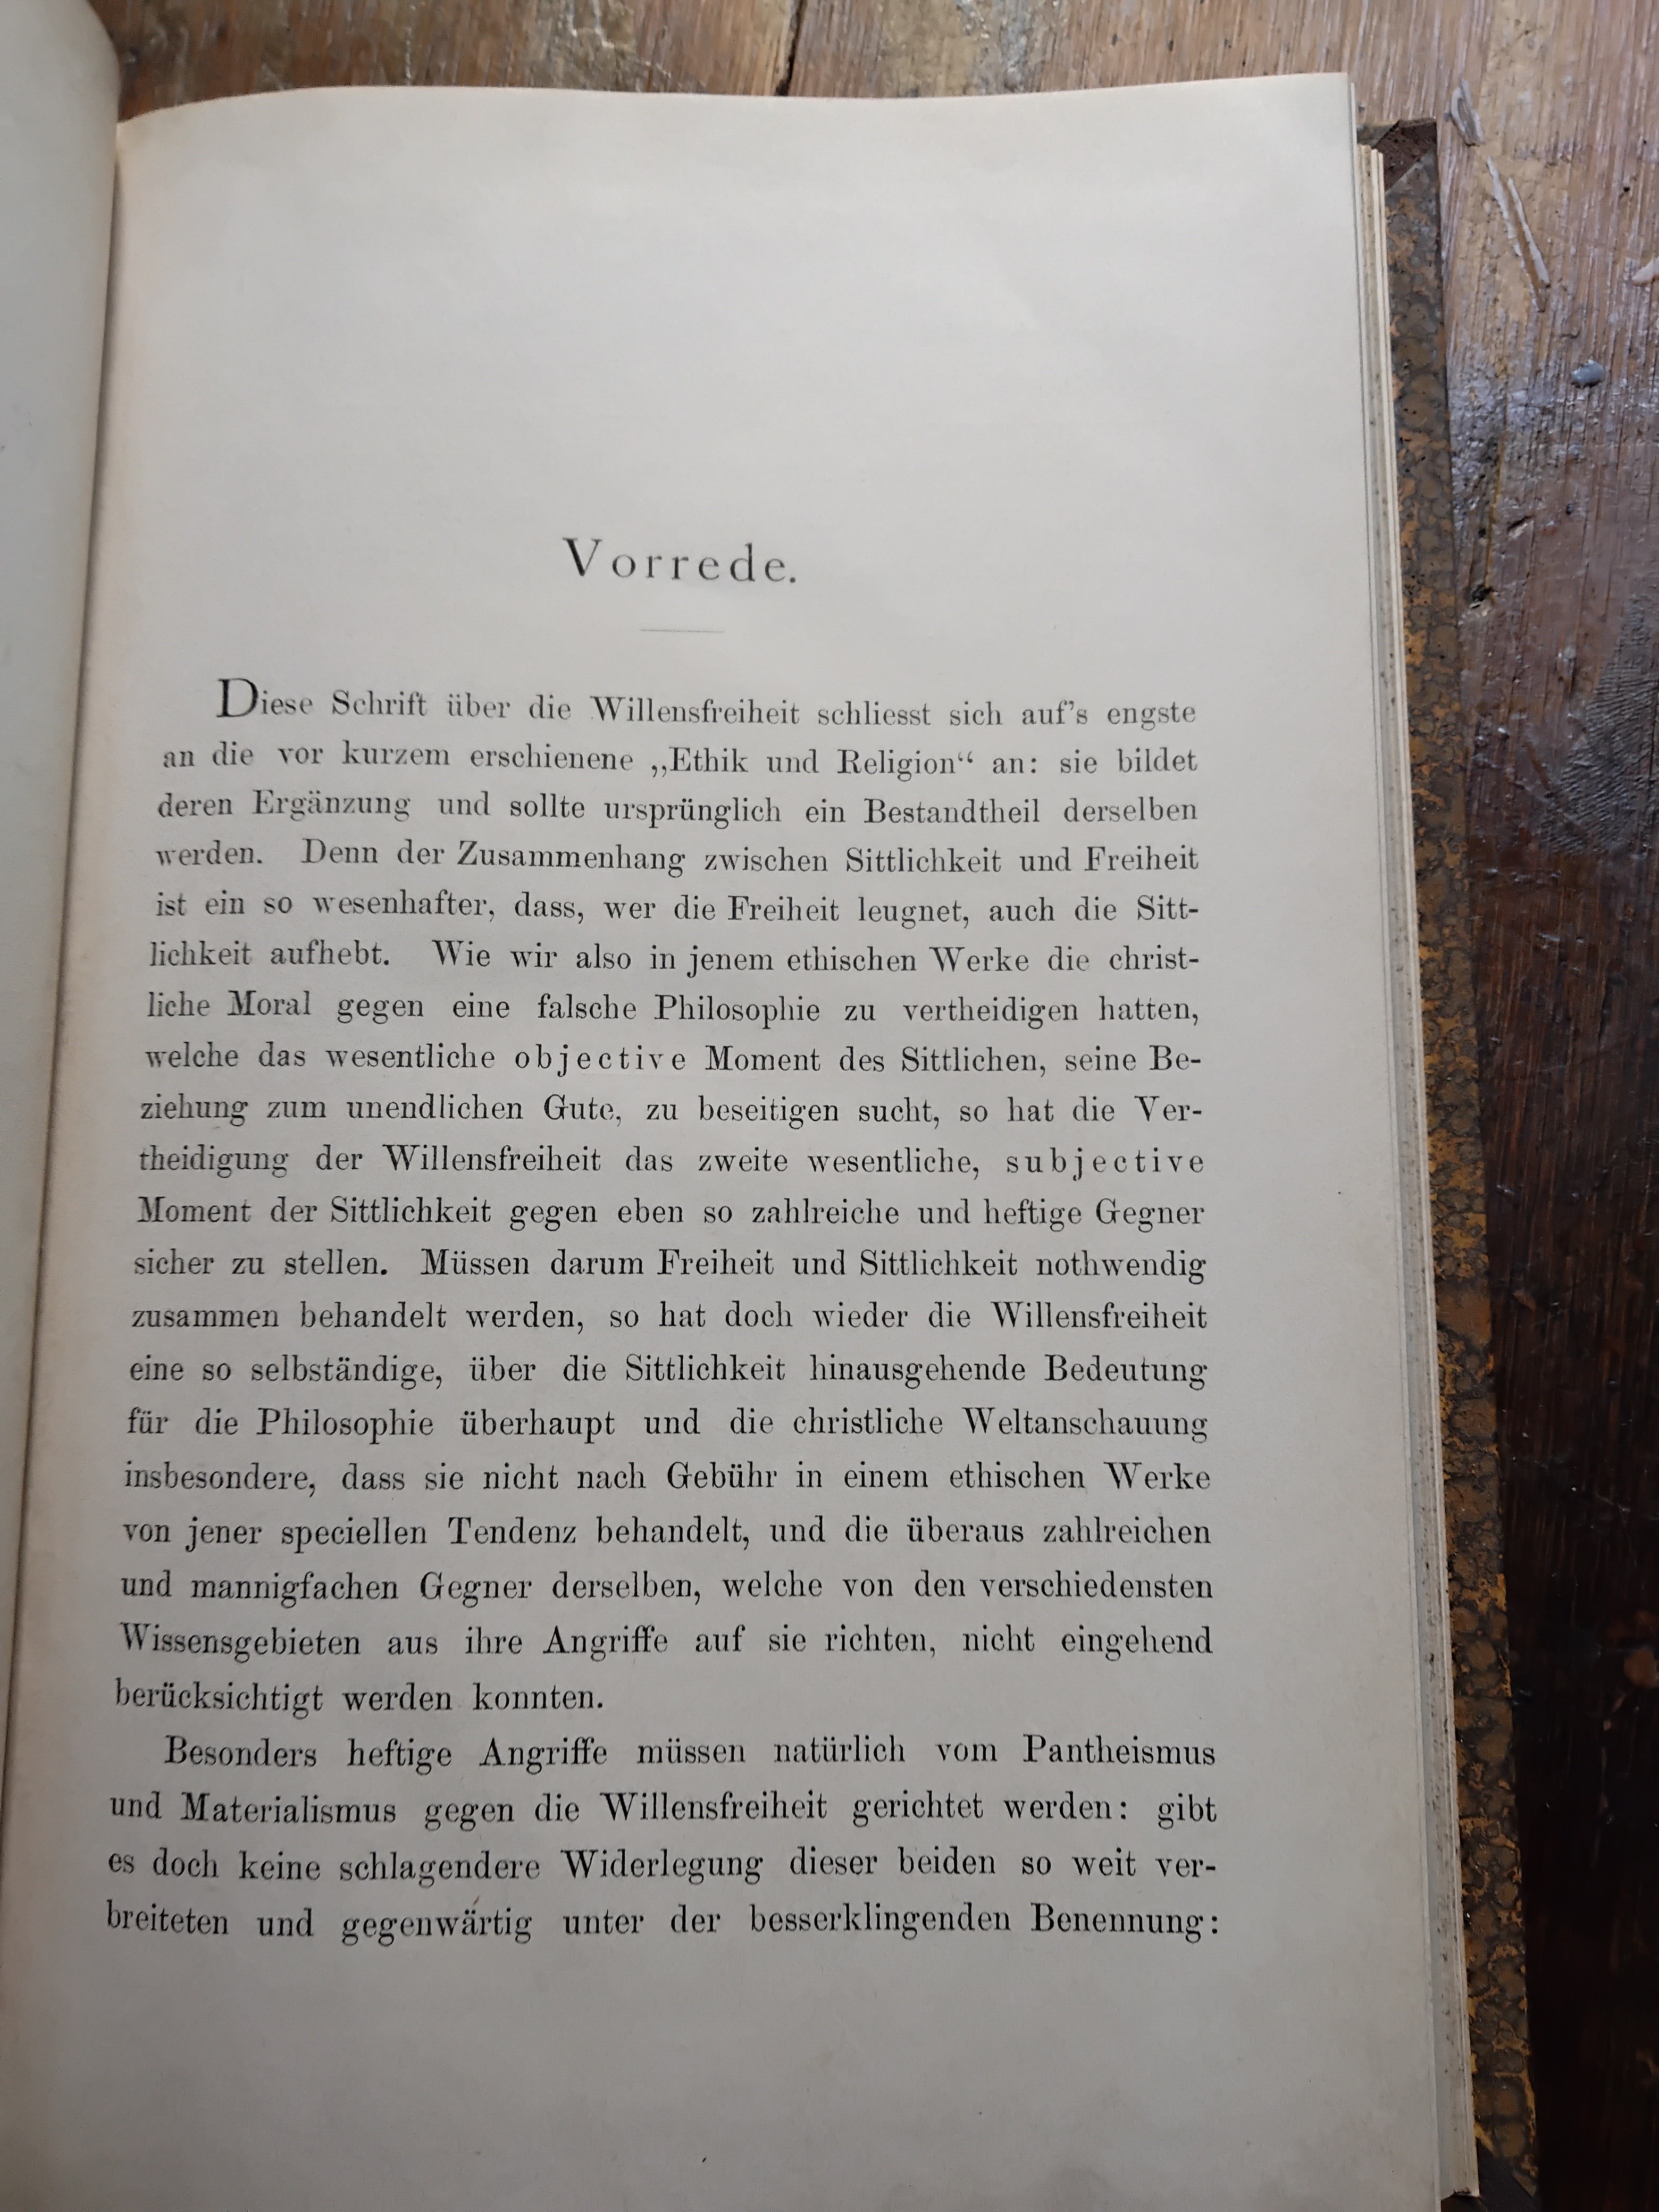 Vorrede.
Diese Schrift über die Willensfreiheit schliesst sich auf's engste
an die vor kurzem erschienene „Ethik und Religion“ an: sie bildet
deren Ergänzung und sollte ursprünglich ein Bestandtheil derselben
werden. Denn der Zusammenhang zwischen Sittlichkeit und Freiheit
ist ein so wesenhafter, dass, wer die Freiheit leugnet, auch die Sitt-
lichkeit aufhebt. Wie wir also in jenem ethischen Werke die christ-
liche Moral gegen eine falsche Philosophie zu vertheidigen hatten,
welche das wesentliche objective Moment des Sittlichen, seine Be-
ziehung zum unendlichen Gute, zu beseitigen sucht, so hat die Ver-
theidigung der Willensfreiheit das zweite wesentliche, subjective
Moment der Sittlichkeit gegen eben so zahlreiche und heftige Gegner
sicher zu stellen. Müssen darum Freiheit und Sittlichkeit nothwendig
zusammen behandelt werden, so hat doch wieder die Willensfreiheit
eine so selbständige, über die Sittlichkeit hinausgehende Bedeutung
für die Philosophie überhaupt und die christliche Weltanschauung
insbesondere, dass sie nicht nach Gebühr in einem ethischen Werke
von jener speciellen Tendenz behandelt, und die überaus zahlreichen
und mannigfachen Gegner derselben, welche von den verschiedensten
Wissensgebieten aus ihre Angriffe auf sie richten, nicht eingehend
berücksichtigt werden konnten.
Besonders heftige Angriffe müssen natürlich vom Pantheismus
und Materialismus gegen die Willensfreiheit gerichtet werden: gibt
es doch keine schlagendere Widerlegung dieser beiden so weit ver-
breiteten und gegenwärtig unter der besserklingenden Benennung: